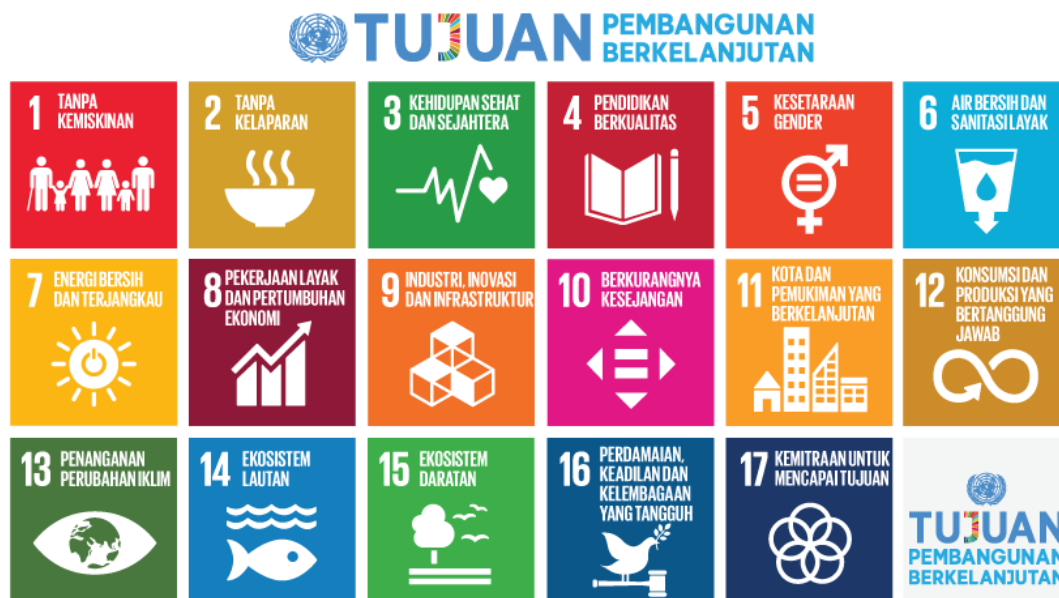 TUJUAN PEMBANGUNAN
BERKELANJUTAN
1 TANPA
KEMISKINAN
2 TANPA
KELAPARAN
3 KEHIDUPAN SEHAT
DAN SEJAHTERA
4 PENDIDIKAN
BERKUALITAS
5 KESETARAAN
GENDER
6 AIR BERSIH DAN
SANITASI LAYAK
7 ENERGI BERSIH
DAN TERJANGKAU
8 PEKERJAAN LAYAK
DAN PERTUMBUHAN
EKONOMI
9 INDUSTRI, INOVASI
DAN INFRASTRUKTUR
10 BERKURANGNYA
KESEJANGAN
11 KOTA DAN
PEMUKIMAN YANG
BERKELANJUTAN
12 KONSUMSI DAN
PRODUKSI YANG
BERTANGGUNG
JAWAB
13 PENANGANAN
PERUBAHAN IKLIM
14 EKOSISTEM
LAUTAN
15 EKOSISTEM
DARATAN
16 PERDAMAIAN,
KEADILAN DAN
KELEMBAGAAN
YANG TANGGUH
17 KEMITRAAN UNTUK
MENCAPAI TUJUAN
TUJUAN
PEMBANGUNAN
BERKELANJUTAN